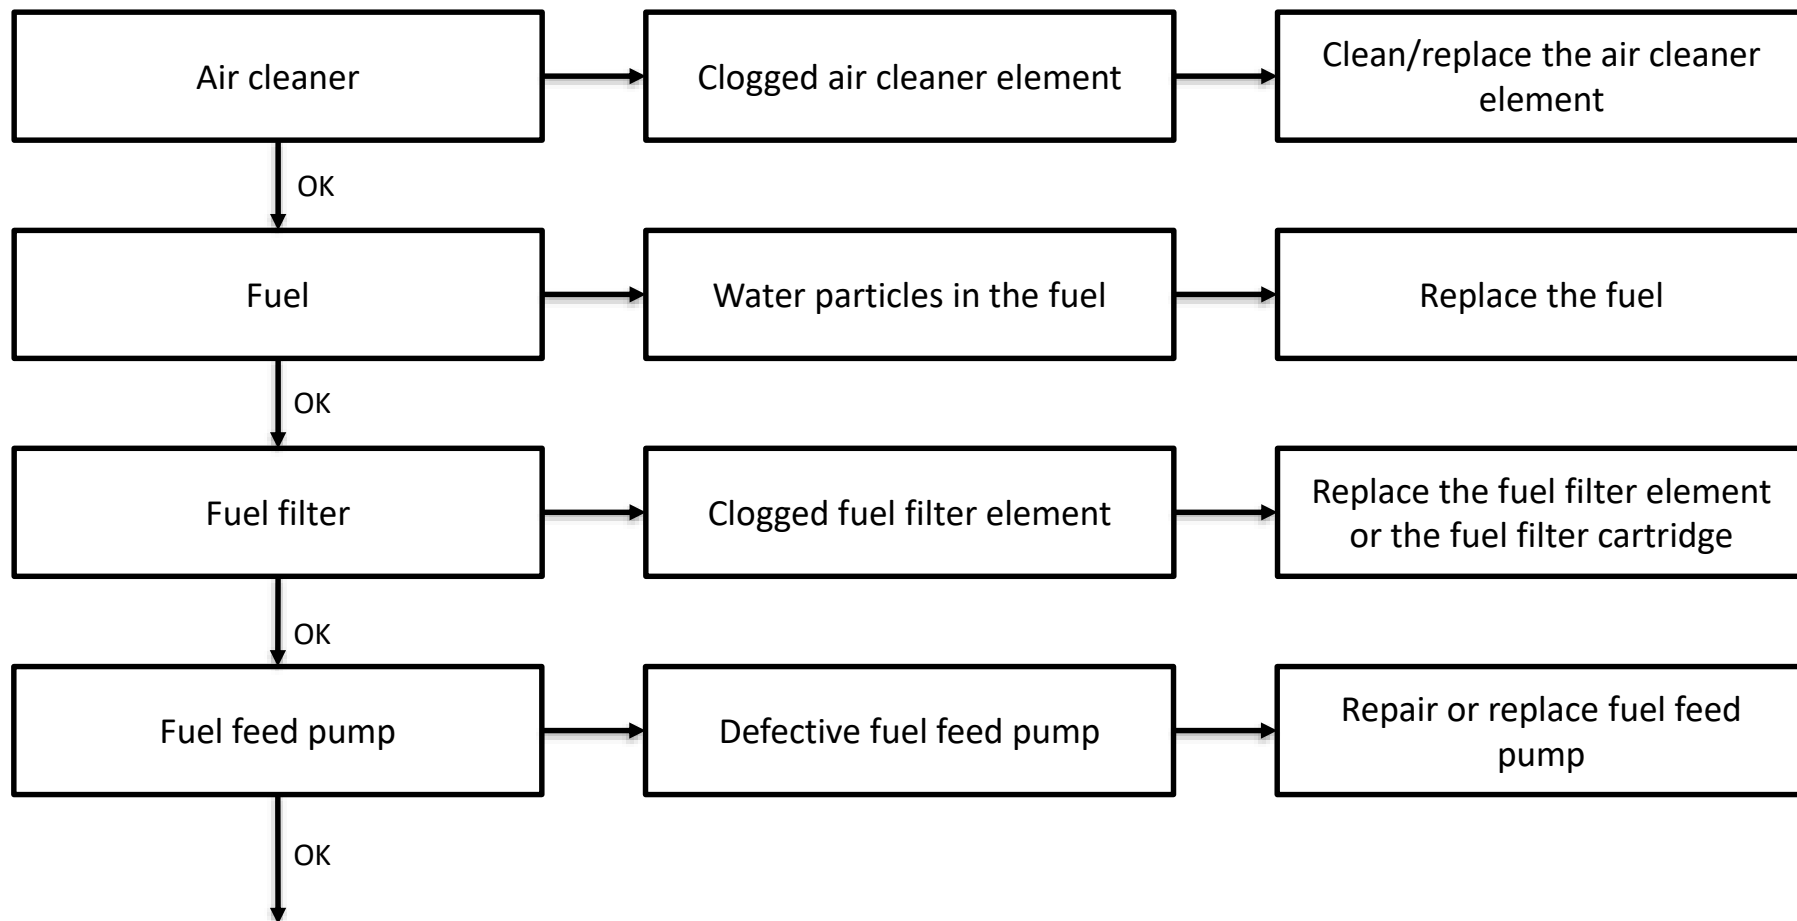 Air cleaner
Clogged air cleaner element
Clean/replace the air cleaner
element
OK
Fuel
Water particles in the fuel
Replace the fuel
OK
Fuel filter
Clogged fuel filter element
Replace the fuel filter element
or the fuel filter cartridge
OK
Fuel feed pump
Defective fuel feed pump
Repair or replace fuel feed
pump
OK